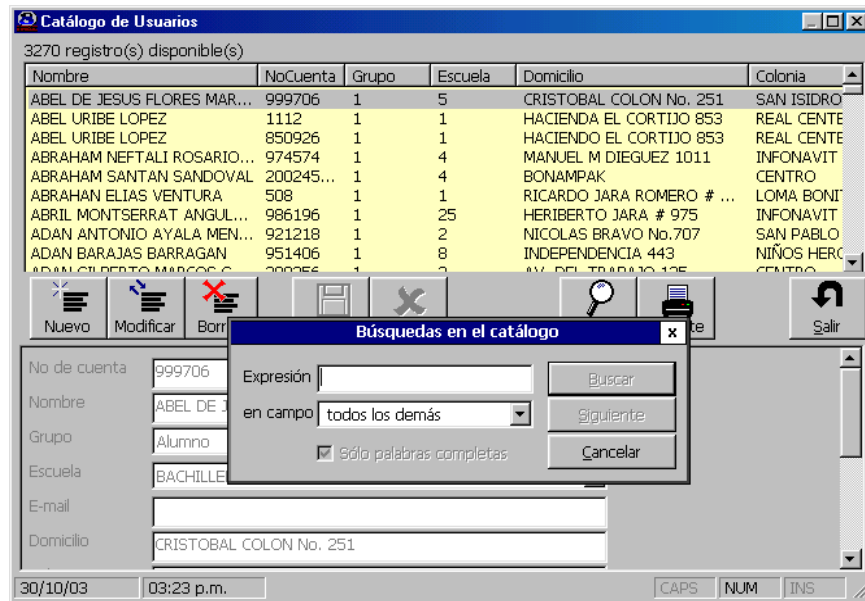 Catálogo de Usuarios
3270 registro(s) disponible(s)
Nombre NoCuenta Grupo Escuela Domicilio Colonia
ABEL DE JESUS FLORES MAR... 999706 1 5 CRISTOBAL COLON No. 251 SAN ISIDRO
ABEL URIBE LOPEZ 1112 1 1 HACIENDA EL CORTIJO 853 REAL CENTE
ABEL URIBE LOPEZ 850926 1 1 HACIENDO EL CORTIJO 853 REAL CENTE
ABRAHAM NEFTALI ROSARIO... 974574 1 4 MANUEL M DIEGUEZ 1011 INFONAVIT
ABRAHAM SANTAN SANDOVAL 200245... 1 4 BONAMPAK CENTRO
ABRAHAN ELIAS VENTURA 508 1 1 RICARDO JARA ROMERO # ... LOMA BONIT
ABRIL MONTSERRAT ANGUL... 986196 1 25 HERIBERTO JARA # 975 INFONAVIT
ADAN ANTONIO AYALA MEN... 921218 1 2 NICOLAS BRAVO No.707 SAN PABLO
ADAN BARAJAS BARRAGAN 951406 1 8 INDEPENDENCIA 443 NIÑOS HERO
Nuevo Modificar Borr te Salir
Búsquedas en el catálogo x
Expresión Buscar
en campo todos los demás Siguiente
Sólo palabras completas Cancelar
No de cuenta 999706
Nombre ABEL DE J
Grupo Alumno
Escuela BACHILLE
E-mail
Domicilio CRISTOBAL COLON No. 251
30/10/03 03:23 p.m. CAPS NUM INS